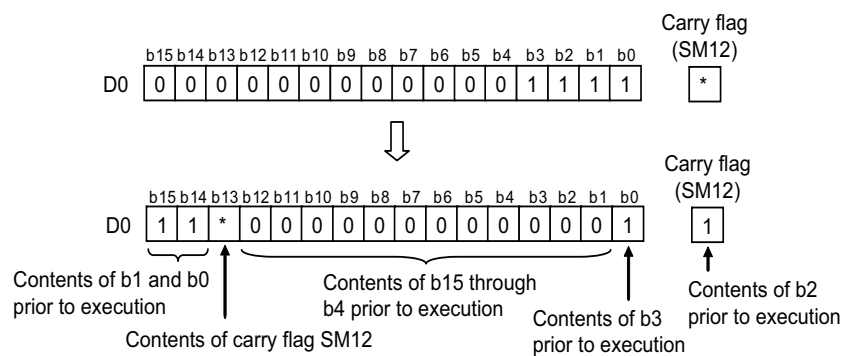 Carry flag
(SM12)
b15 b14 b13 b12 b11 b10 b9 b8 b7 b6 b5 b4 b3 b2 b1 b0
D0 0 0 0 0 0 0 0 0 0 0 0 0 1 1 1 1 *
Carry flag
(SM12)
b15 b14 b13 b12 b11 b10 b9 b8 b7 b6 b5 b4 b3 b2 b1 b0
D0 1 1 * 0 0 0 0 0 0 0 0 0 0 0 0 1 1
Contents of b1 and b0
prior to execution
Contents of carry flag SM12
Contents of b15 through
b4 prior to execution
Contents of b3
prior to execution
Contents of b2
prior to execution